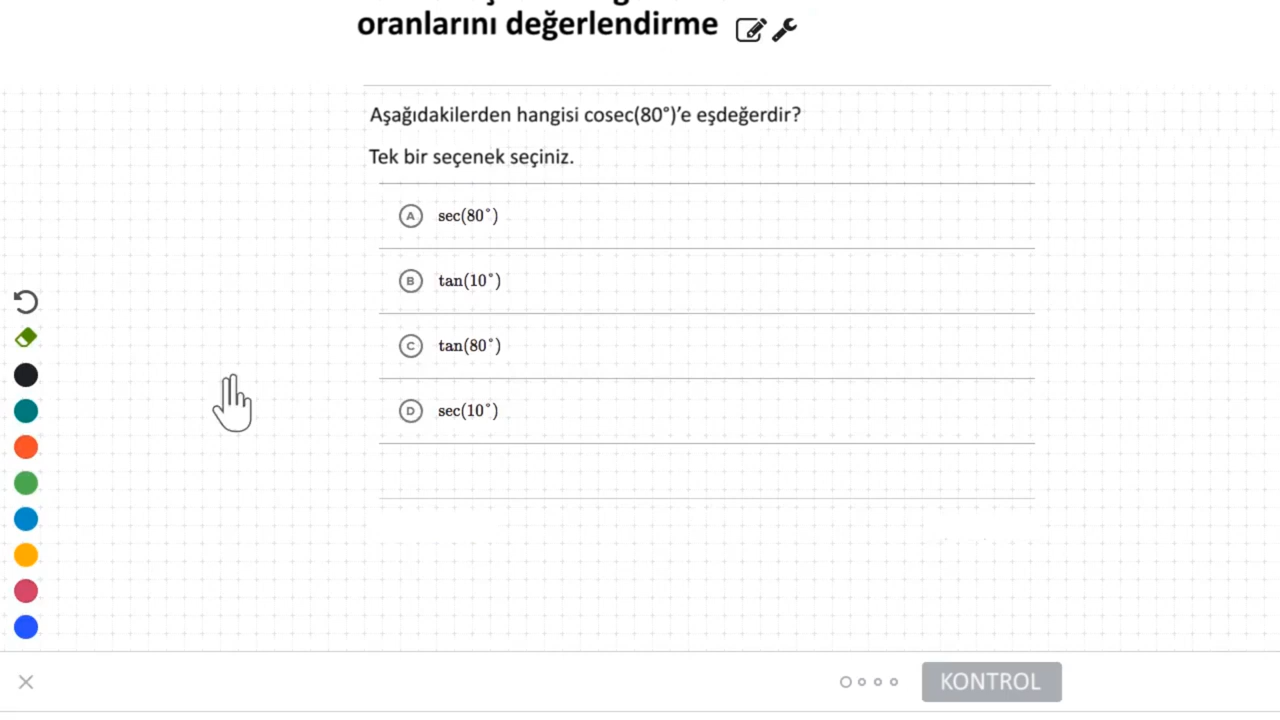 oranlarını değerlendirme
Aşağıdakilerden hangisi cosec(80°)’e eşdeğerdir?
Tek bir seçenek seçiniz.
A sec(80°)
B tan(10°)
C tan(80°)
D sec(10°)
KONTROL